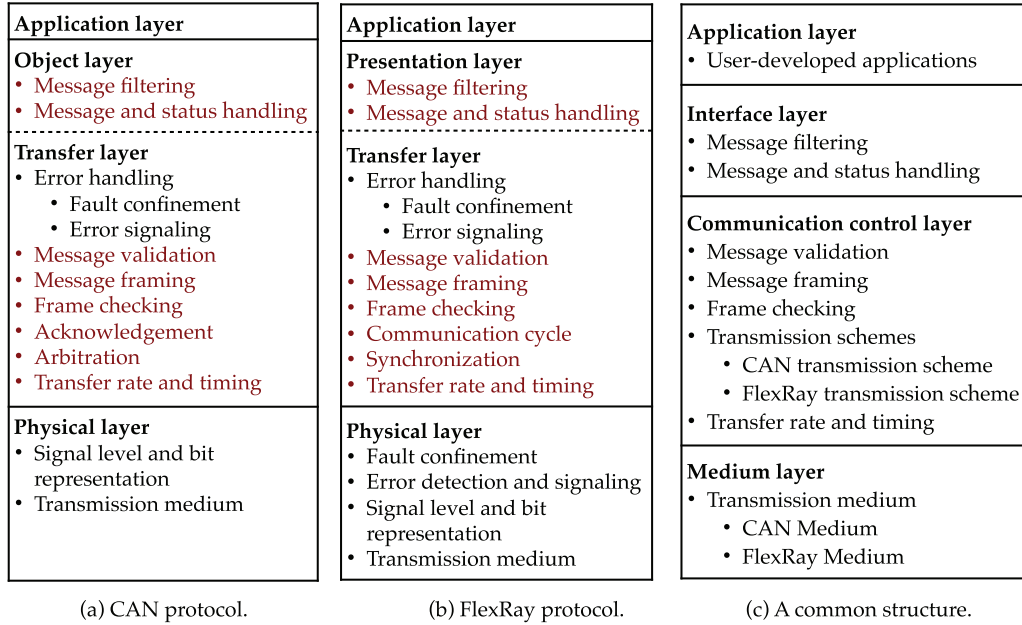 Application layer
Object layer
• Message filtering
• Message and status handling
Transfer layer
• Error handling
• Fault confinement
• Error signaling
• Message validation
• Message framing
• Frame checking
• Acknowledgement
• Arbitration
• Transfer rate and timing
Physical layer
• Signal level and bit
representation
• Transmission medium
(a) CAN protocol.
Application layer
Presentation layer
• Message filtering
• Message and status handling
Transfer layer
• Error handling
• Fault confinement
• Error signaling
• Message validation
• Message framing
• Frame checking
• Communication cycle
• Synchronization
• Transfer rate and timing
Physical layer
• Fault confinement
• Error detection and signaling
• Signal level and bit
representation
• Transmission medium
(b) FlexRay protocol.
Application layer
• User-developed applications
Interface layer
• Message filtering
• Message and status handling
Communication control layer
• Message validation
• Message framing
• Frame checking
• Transmission schemes
• CAN transmission scheme
• FlexRay transmission scheme
• Transfer rate and timing
Medium layer
• Transmission medium
• CAN Medium
• FlexRay Medium
(c) A common structure.